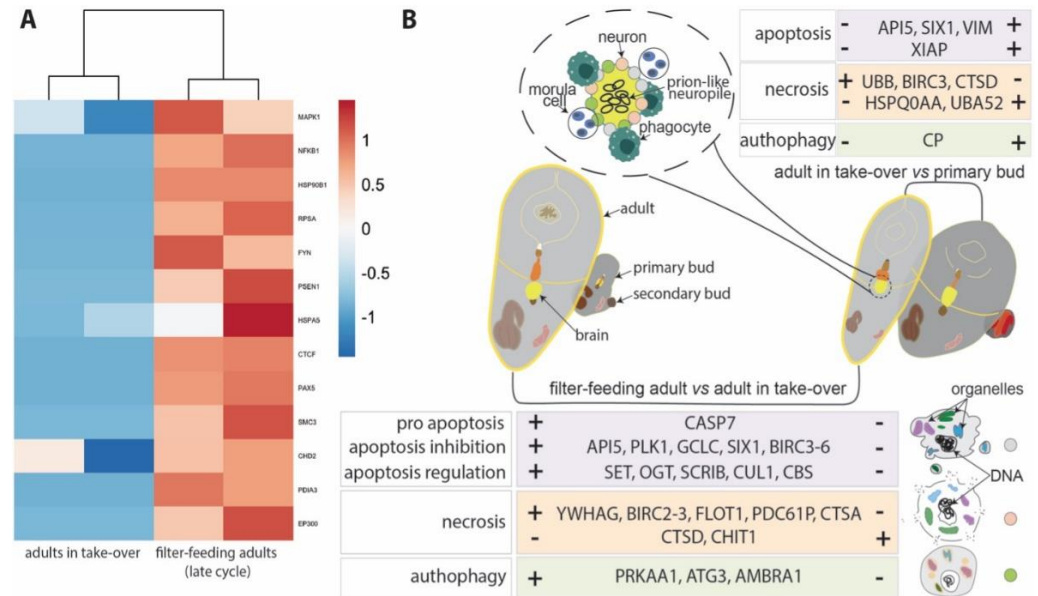 A
MAPK1
NFKB1
HSP90B1
RPSA
FYN
PSEN1
HSPA5
CTCF
PAX5
SMC3
CHD2
PDIA3
EP300
1
0.5
0
-0.5
-1
adults in take-over
filter-feeding adults
(late cycle)
B
neuron
morula
cell
prion-like
neuropile
phagocyte
apoptosis - API5, SIX1, VIM +
- XIAP +
necrosis + UBB, BIRC3, CTSD -
- HSPQ0AA, UBA52 +
authophagy - CP +
adult in take-over vs primary bud
adult
primary bud
secondary bud
brain
filter-feeding adult vs adult in take-over
pro apoptosis + CASP7 -
apoptosis inhibition + API5, PLK1, GCLC, SIX1, BIRC3-6 -
apoptosis regulation + SET, OGT, SCRIB, CUL1, CBS -
necrosis + YWHAG, BIRC2-3, FLOT1, PDC61P, CTSA -
- CTSD, CHIT1 +
authophagy + PRKAA1, ATG3, AMBRA1 -
organelles
DNA